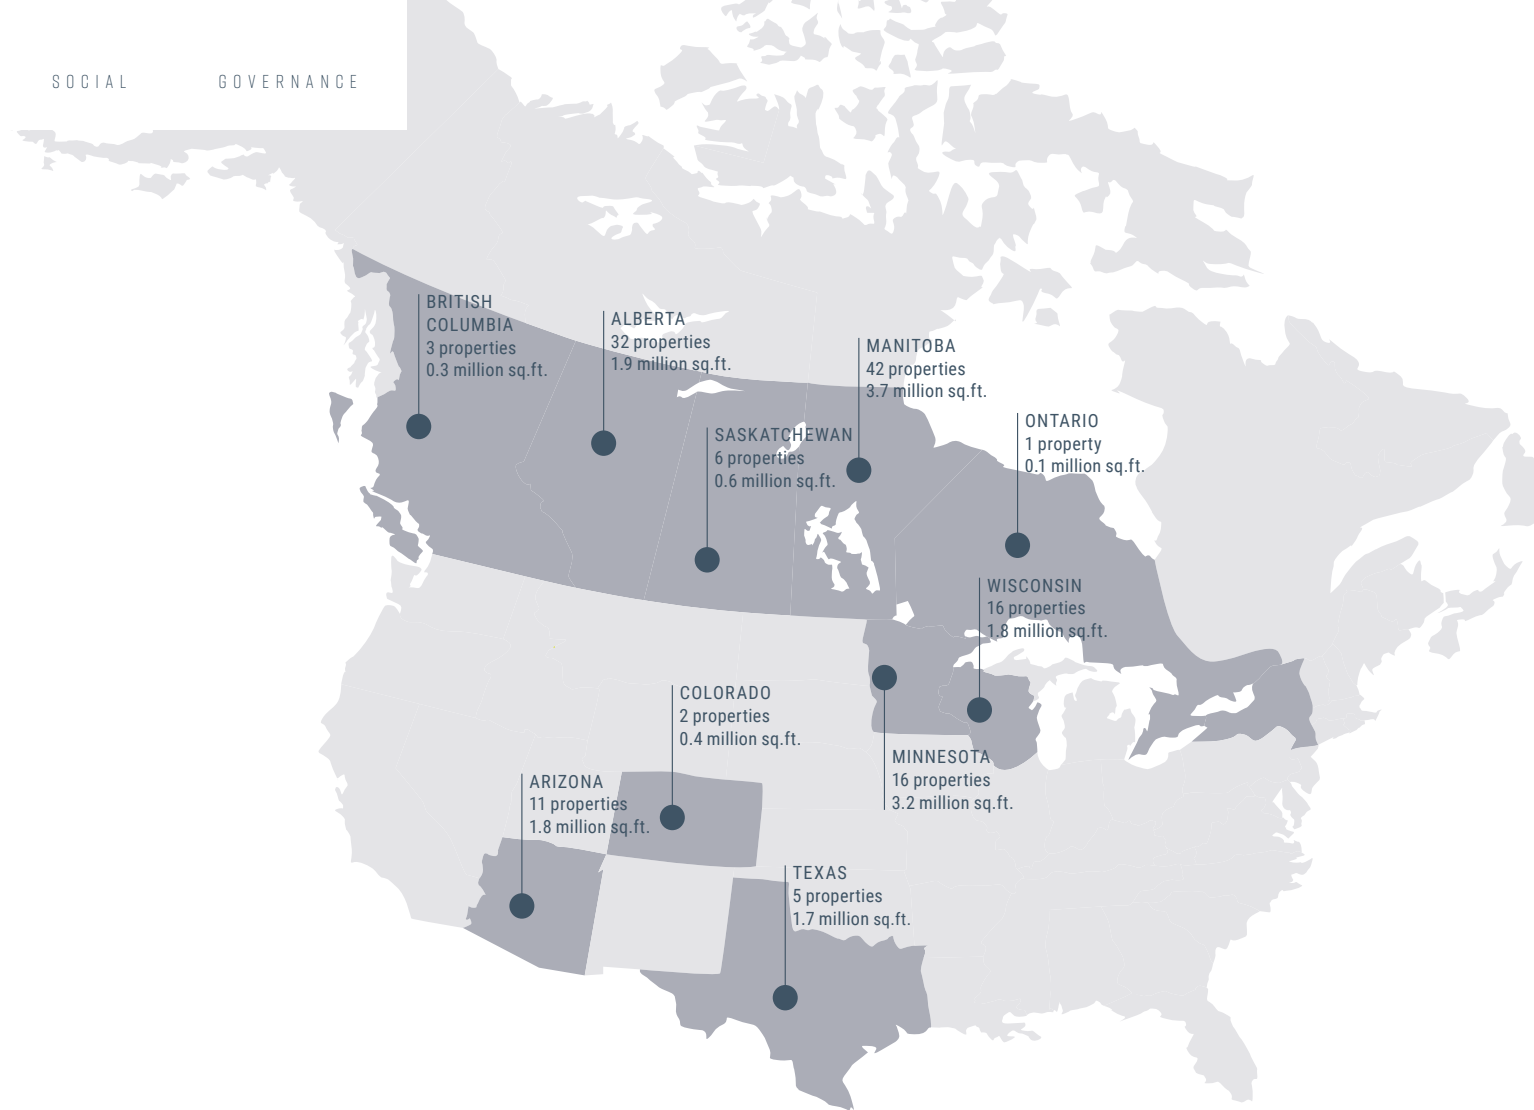 SOCIAL
GOVERNANCE
BRITISH
COLUMBIA
3 properties
0.3 million sq.ft.
ALBERTA
32 properties
1.9 million sq.ft.
MANITOBA
42 properties
3.7 million sq.ft.
SASKATCHEWAN
6 properties
0.6 million sq.ft.
ONTARIO
1 property
0.1 million sq.ft.
WISCONSIN
16 properties
1.8 million sq.ft.
COLORADO
2 properties
0.4 million sq.ft.
MINNESOTA
16 properties
3.2 million sq.ft.
ARIZONA
11 properties
1.8 million sq.ft.
TEXAS
5 properties
1.7 million sq.ft.